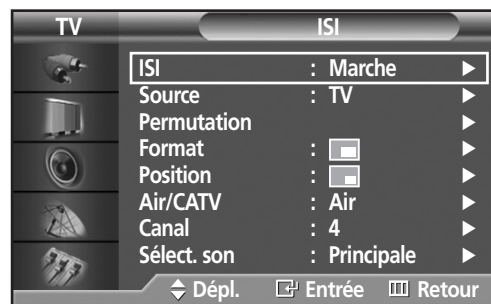 TV ISI
ISI : Marche
Source : TV
Permutation
Format :
Position :
Air/CATV : Air
Canal : 4
Sélect. son : Principale
Dépl. Entrée Retour